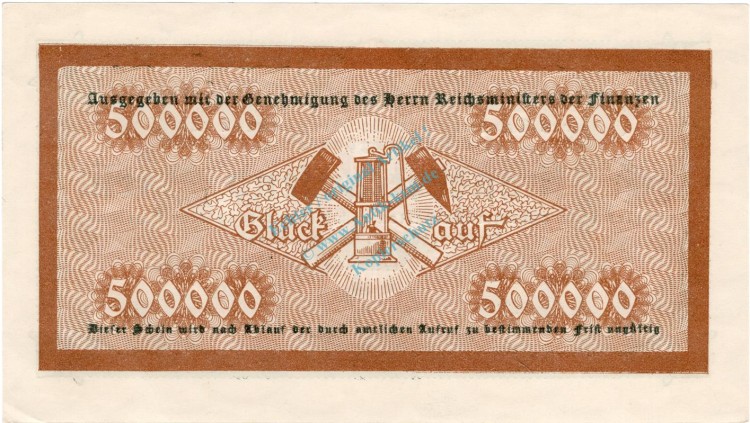 Ausgegeben mit der Genehmigung des Herrn Reichsministers der Finanzen
500000 500000
Glück auf
500000 500000
Dieser Schein wird nach Ablauf der durch amtlichen Aufruf zu bestimmenden Frist ungültig